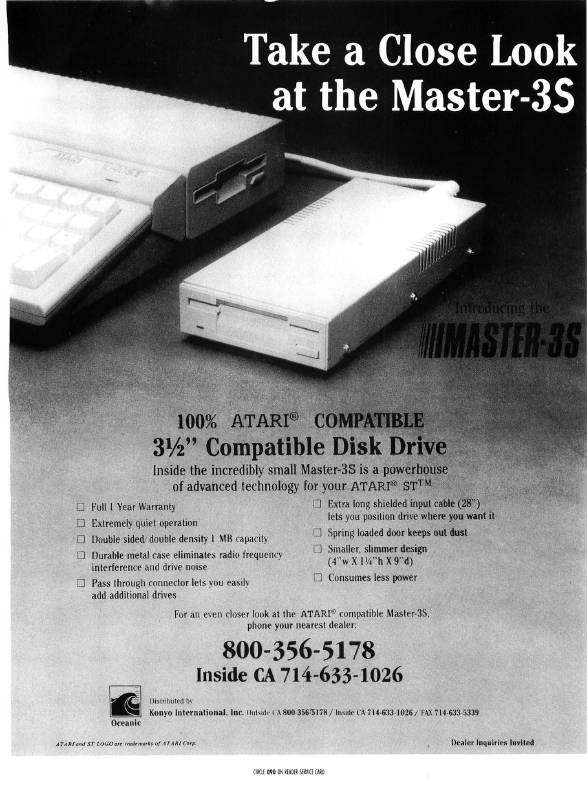 Take a Close Look
at the Master-3S
ATARI 1040ST
Introducing the
MASTER-3S
100% ATARI® COMPATIBLE
3½” Compatible Disk Drive
Inside the incredibly small Master-3S is a powerhouse
of advanced technology for your ATARI® ST™
☐ Full 1 Year Warranty
☐ Extremely quiet operation
☐ Double sided/double density 1 MB capacity
☐ Durable metal case eliminates radio frequency
interference and drive noise
☐ Pass through connector lets you easily
add additional drives
☐ Extra long shielded input cable (28”)
lets you position drive where you want it
☐ Spring loaded door keeps out dust
☐ Smaller, slimmer design
(4”w X 1¼”h X 9”d)
☐ Consumes less power
For an even closer look at the ATARI® compatible Master-3S,
phone your nearest dealer:
800-356-5178
Inside CA 714-633-1026
Oceanic
Distributed by
Konyo International, Inc. Outside CA 800-356-5178 / Inside CA 714-633-1026 / FAX 714-633-5339
ATARI and ST LOGO are trademarks of ATARI Corp.
Dealer Inquiries Invited
CIRCLE 090 ON READER SERVICE CARD